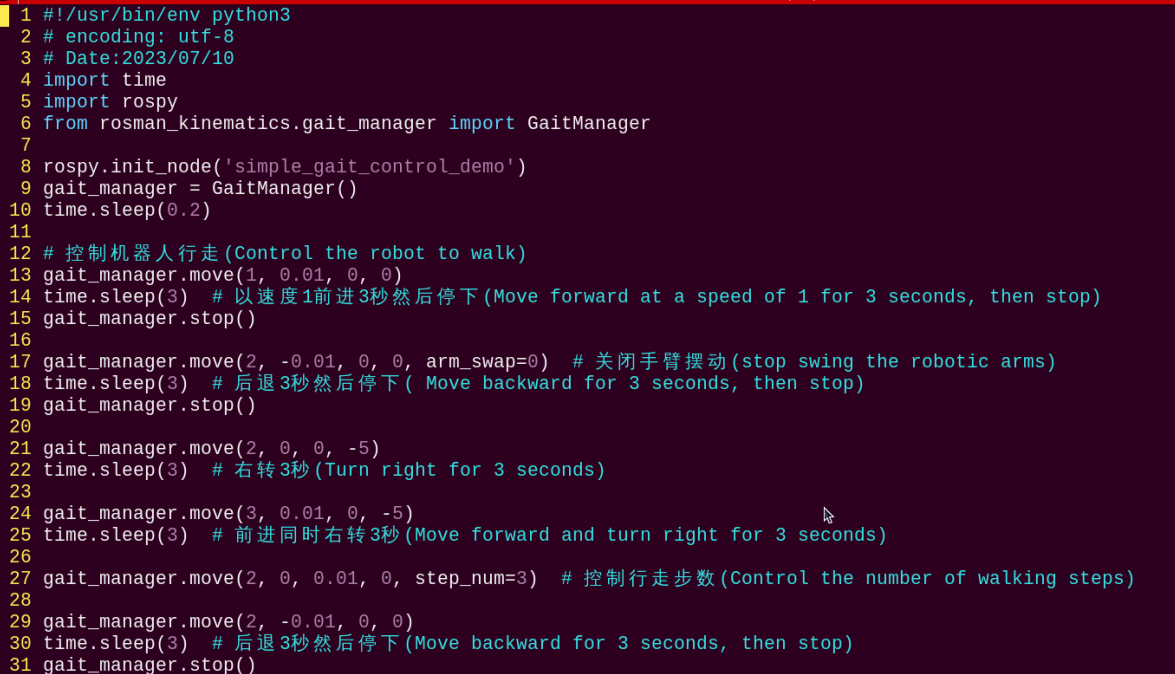 1 #!/usr/bin/env python3
2 # encoding: utf-8
3 # Date:2023/07/10
4 import time
5 import rospy
6 from rosman_kinematics.gait_manager import GaitManager
7
8 rospy.init_node('simple_gait_control_demo')
9 gait_manager = GaitManager()
10 time.sleep(0.2)
11
12 # 控制机器人行走(Control the robot to walk)
13 gait_manager.move(1, 0.01, 0, 0)
14 time.sleep(3)  # 以速度1前进3秒然后停下(Move forward at a speed of 1 for 3 seconds, then stop)
15 gait_manager.stop()
16
17 gait_manager.move(2, -0.01, 0, 0, arm_swap=0)  # 关闭手臂摆动(stop swing the robotic arms)
18 time.sleep(3)  # 后退3秒然后停下( Move backward for 3 seconds, then stop)
19 gait_manager.stop()
20
21 gait_manager.move(2, 0, 0, -5)
22 time.sleep(3)  # 右转3秒(Turn right for 3 seconds)
23
24 gait_manager.move(3, 0.01, 0, -5)
25 time.sleep(3)  # 前进同时右转3秒(Move forward and turn right for 3 seconds)
26
27 gait_manager.move(2, 0, 0.01, 0, step_num=3)  # 控制行走步数(Control the number of walking steps)
28
29 gait_manager.move(2, -0.01, 0, 0)
30 time.sleep(3)  # 后退3秒然后停下(Move backward for 3 seconds, then stop)
31 gait_manager.stop()